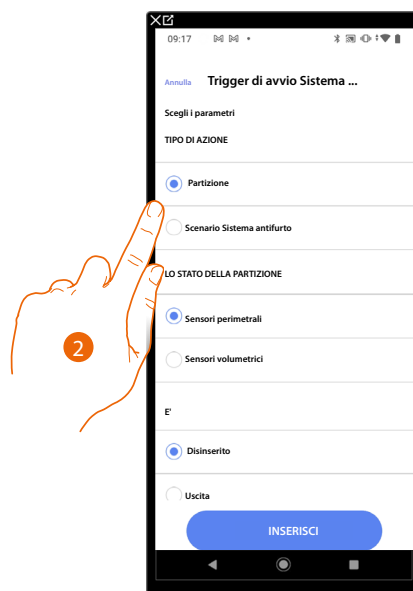 09:17
Annulla Trigger di avvio Sistema ...
Scegli i parametri
TIPO DI AZIONE
Partizione
Scenario Sistema antifurto
LO STATO DELLA PARTIZIONE
Sensori perimetrali
Sensori volumetrici
E'
Disinserito
Uscita
INSERISCI
2